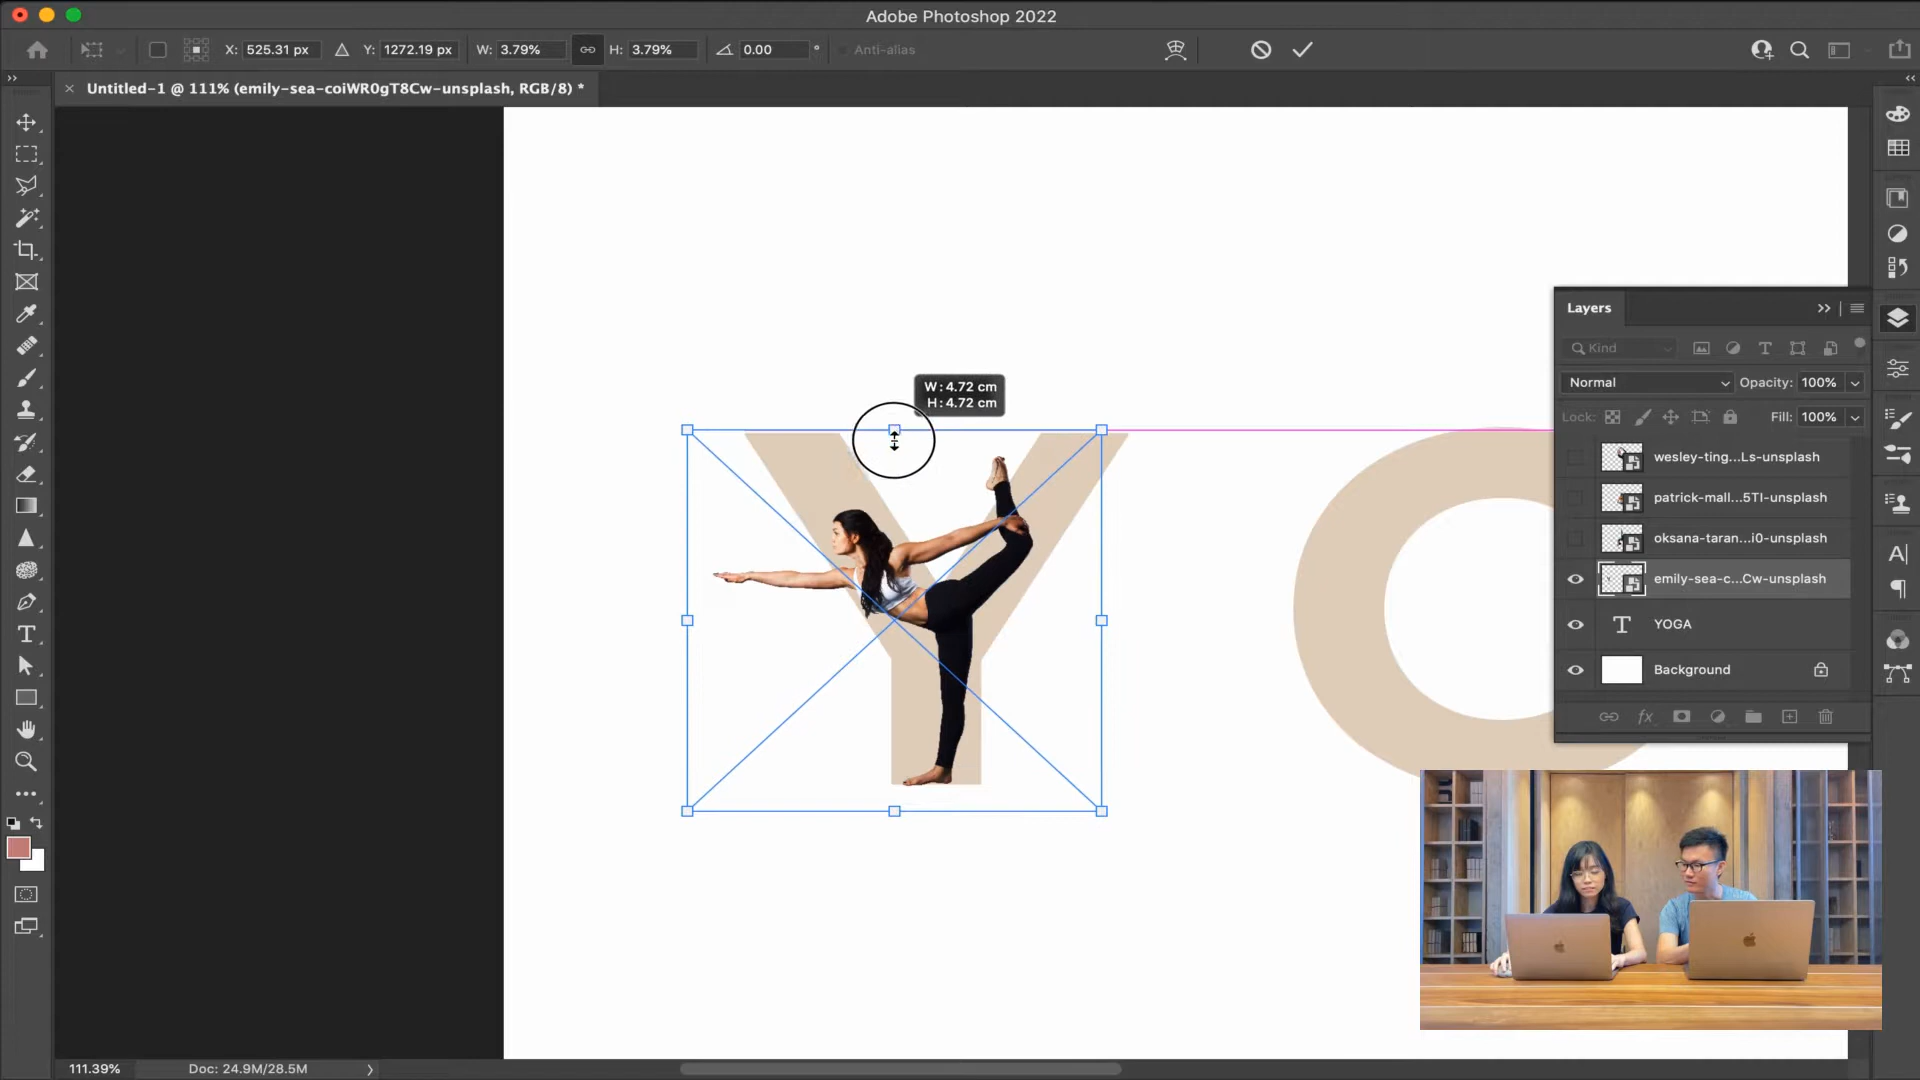 Adobe Photoshop 2022
X: 525.31 px Y: 1272.19 px W: 3.79% H: 3.79% 0.00 ° Anti-alias
Untitled-1 @ 111% (emily-sea-coiWR0gT8Cw-unsplash, RGB/8) *
W: 4.72 cm
H: 4.72 cm
Y O
Layers
Kind
Normal Opacity: 100%
Lock: Fill: 100%
wesley-ting...Ls-unsplash
patrick-mall...5TI-unsplash
oksana-taran...i0-unsplash
emily-sea-c...Cw-unsplash
T YOGA
Background
111.39% Doc: 24.9M/28.5M